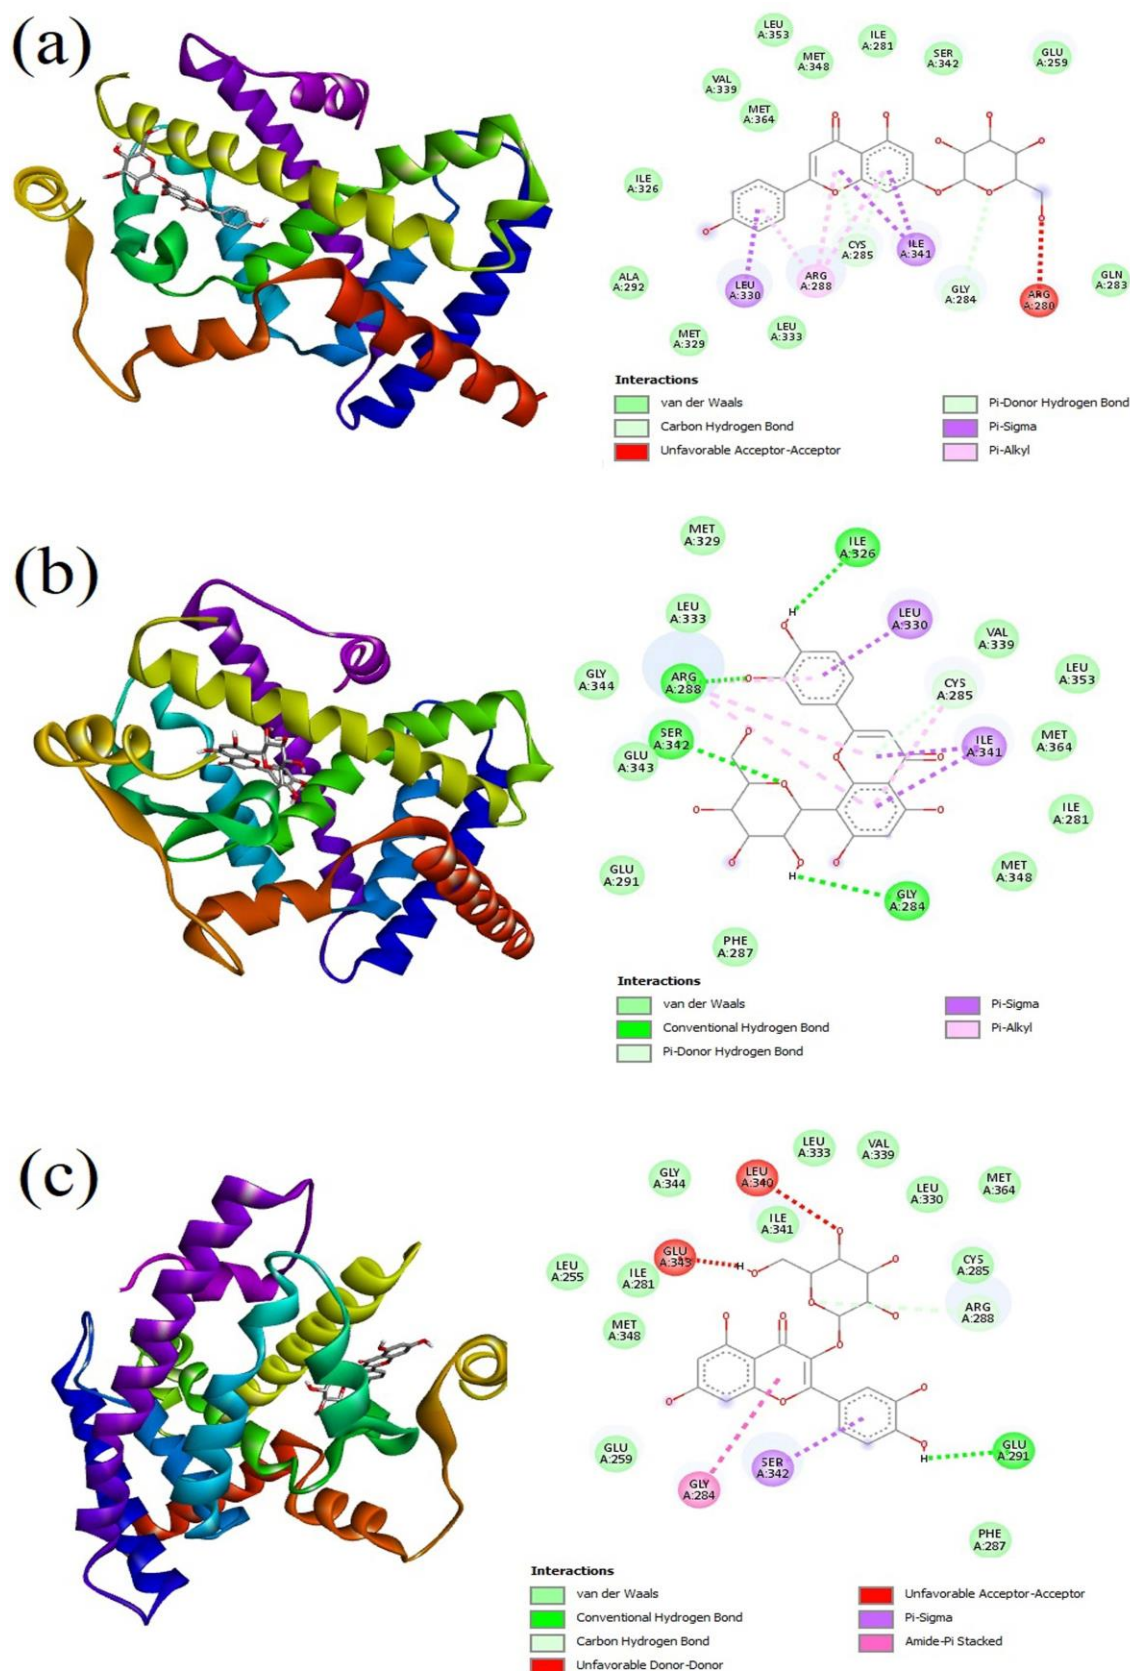 (a)
LEU
A:353
MET
A:348
ILE
A:281
SER
A:342
GLU
A:259
VAL
A:339
MET
A:364
ILE
A:326
O
O
O
O
O
O
O
O
O
O
CYS
A:285
ILE
A:341
ALA
A:292
LEU
A:330
ARG
A:288
GLY
A:284
ARG
A:280
GLN
A:283
MET
A:329
LEU
A:333
Interactions
van der Waals
Carbon Hydrogen Bond
Unfavorable Acceptor-Acceptor
Pi-Donor Hydrogen Bond
Pi-Sigma
Pi-Alkyl
(b)
MET
A:329
ILE
A:326
LEU
A:333
H
O
LEU
A:330
VAL
A:339
GLY
A:344
ARG
A:288
O
CYS
A:285
LEU
A:353
SER
A:342
GLU
A:343
O
O
O
ILE
A:341
MET
A:364
O
O
O
O
O
O
H
ILE
A:281
GLU
A:291
MET
A:348
GLY
A:284
PHE
A:287
Interactions
van der Waals
Conventional Hydrogen Bond
Pi-Donor Hydrogen Bond
Pi-Sigma
Pi-Alkyl
(c)
LEU
A:333
VAL
A:339
GLY
A:344
LEU
A:340
LEU
A:330
MET
A:364
ILE
A:341
LEU
A:255
ILE
A:281
GLU
A:343
H
O
O
O
O
O
CYS
A:285
ARG
A:288
MET
A:348
O
O
O
O
O
O
O
H
GLU
A:259
GLY
A:284
SER
A:342
GLU
A:291
PHE
A:287
Interactions
van der Waals
Conventional Hydrogen Bond
Carbon Hydrogen Bond
Unfavorable Donor-Donor
Unfavorable Acceptor-Acceptor
Pi-Sigma
Amide-Pi Stacked